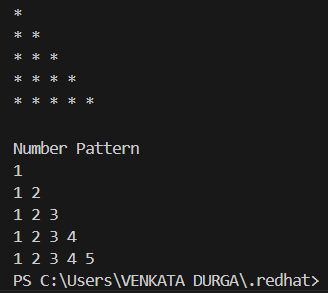 *
* *
* * *
* * * *
* * * * *
Number Pattern
1
1 2
1 2 3
1 2 3 4
1 2 3 4 5
PS C:\Users\VENKATA DURGA\.redhat>